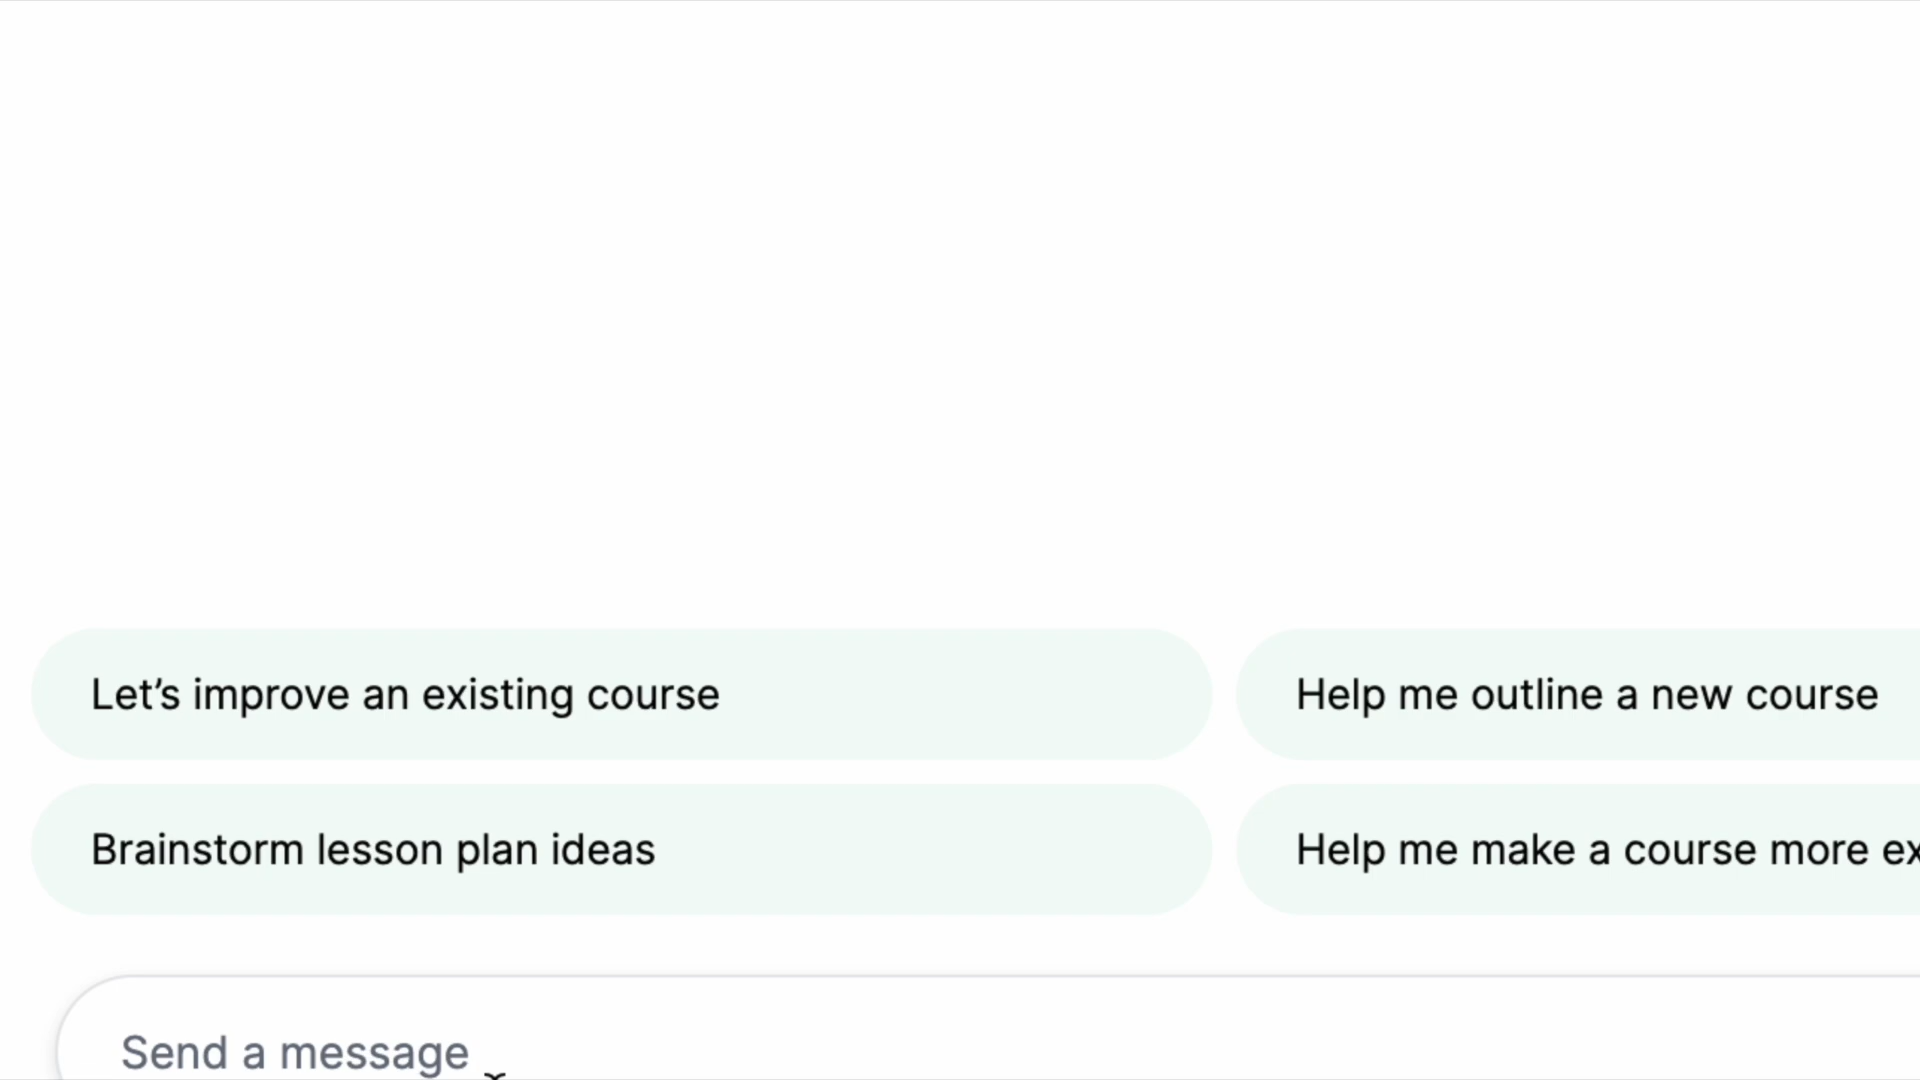 Let’s improve an existing course
Help me outline a new course
Brainstorm lesson plan ideas
Help me make a course more
Send a message